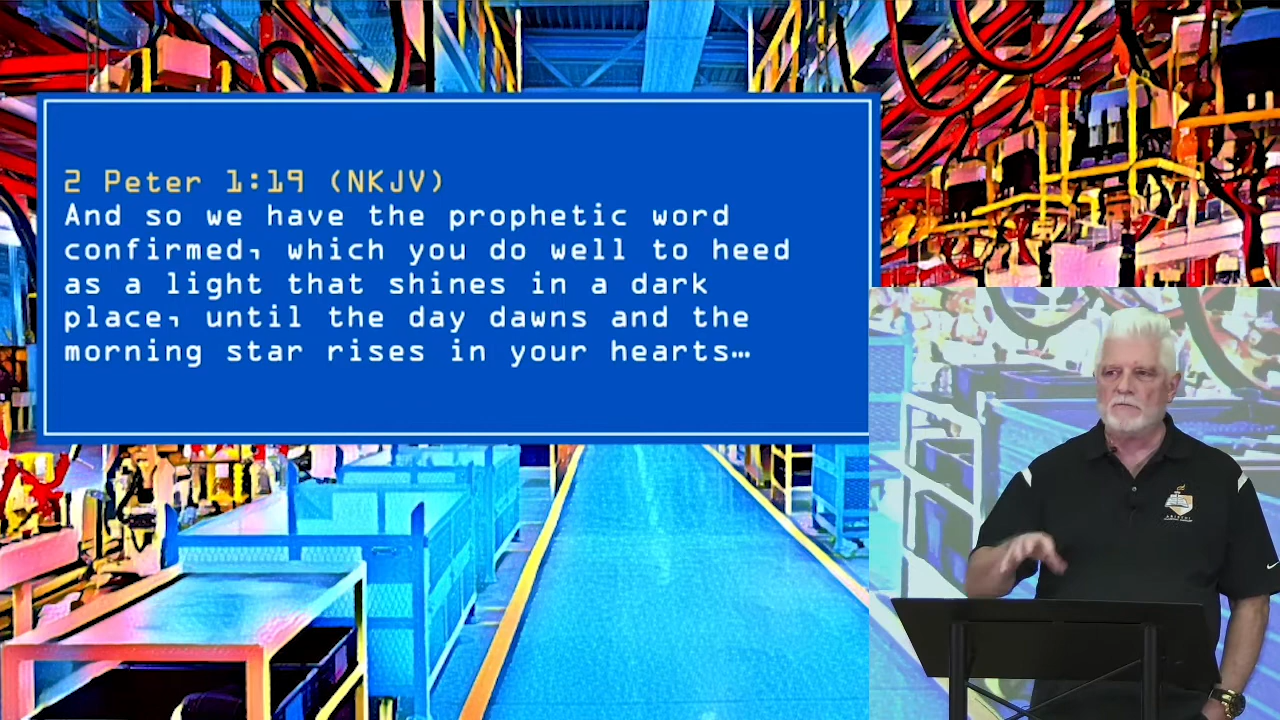 2 Peter 1:19 (NKJV)
And so we have the prophetic word
confirmed, which you do well to heed
as a light that shines in a dark
place, until the day dawns and the
morning star rises in your hearts…